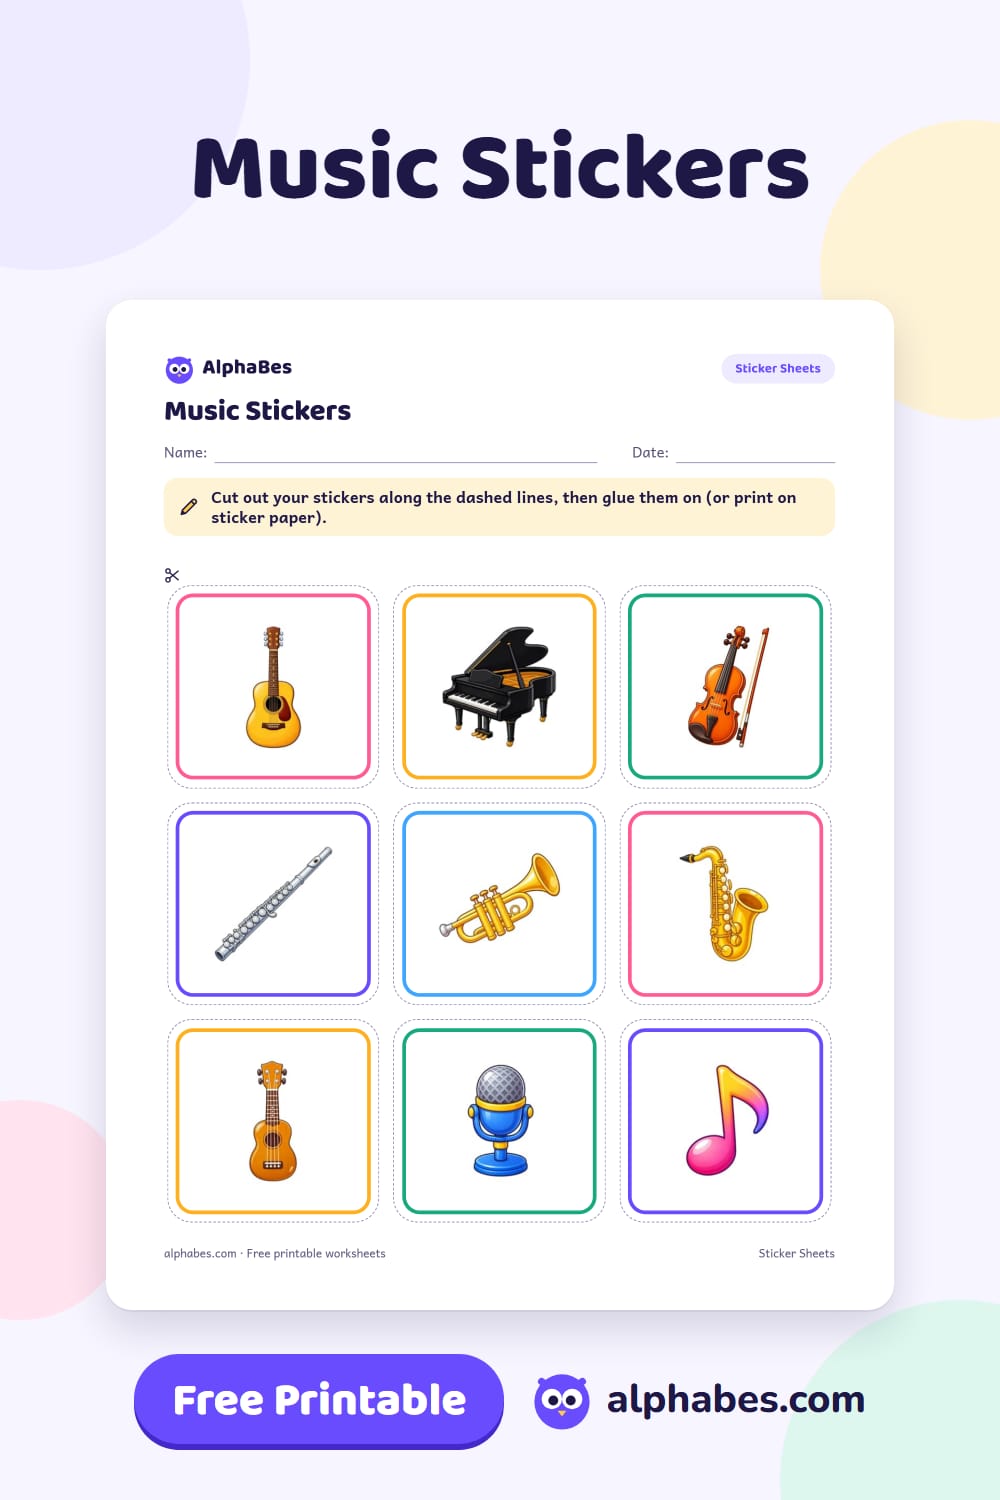 Music Stickers
AlphaBes
Sticker Sheets
Music Stickers
Name:
Date:
Cut out your stickers along the dashed lines, then glue them on (or print on
sticker paper).
alphabes.com · Free printable worksheets
Sticker Sheets
Free Printable
alphabes.com